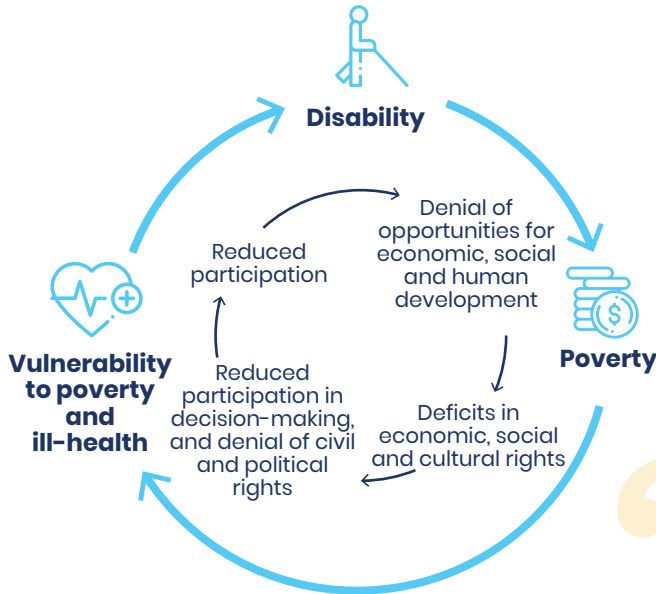 Disability
Denial of
opportunities for
economic, social
and human
development
Reduced
participation
$
Poverty
Vulnerability
to poverty
and
ill-health
Reduced
participation in
decision-making,
and denial of civil
and political
rights
Deficits in
economic, social
and cultural rights